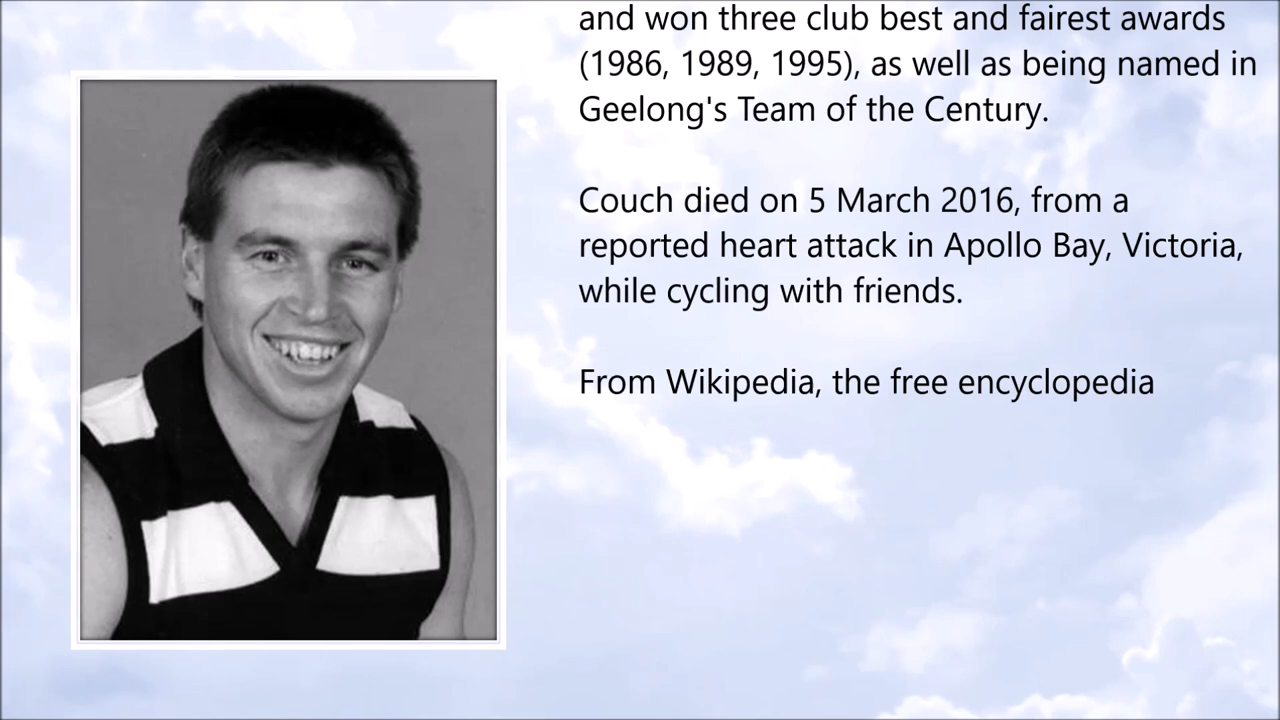 and won three club best and fairest awards
(1986, 1989, 1995), as well as being named in
Geelong's Team of the Century.
Couch died on 5 March 2016, from a
reported heart attack in Apollo Bay, Victoria,
while cycling with friends.
From Wikipedia, the free encyclopedia